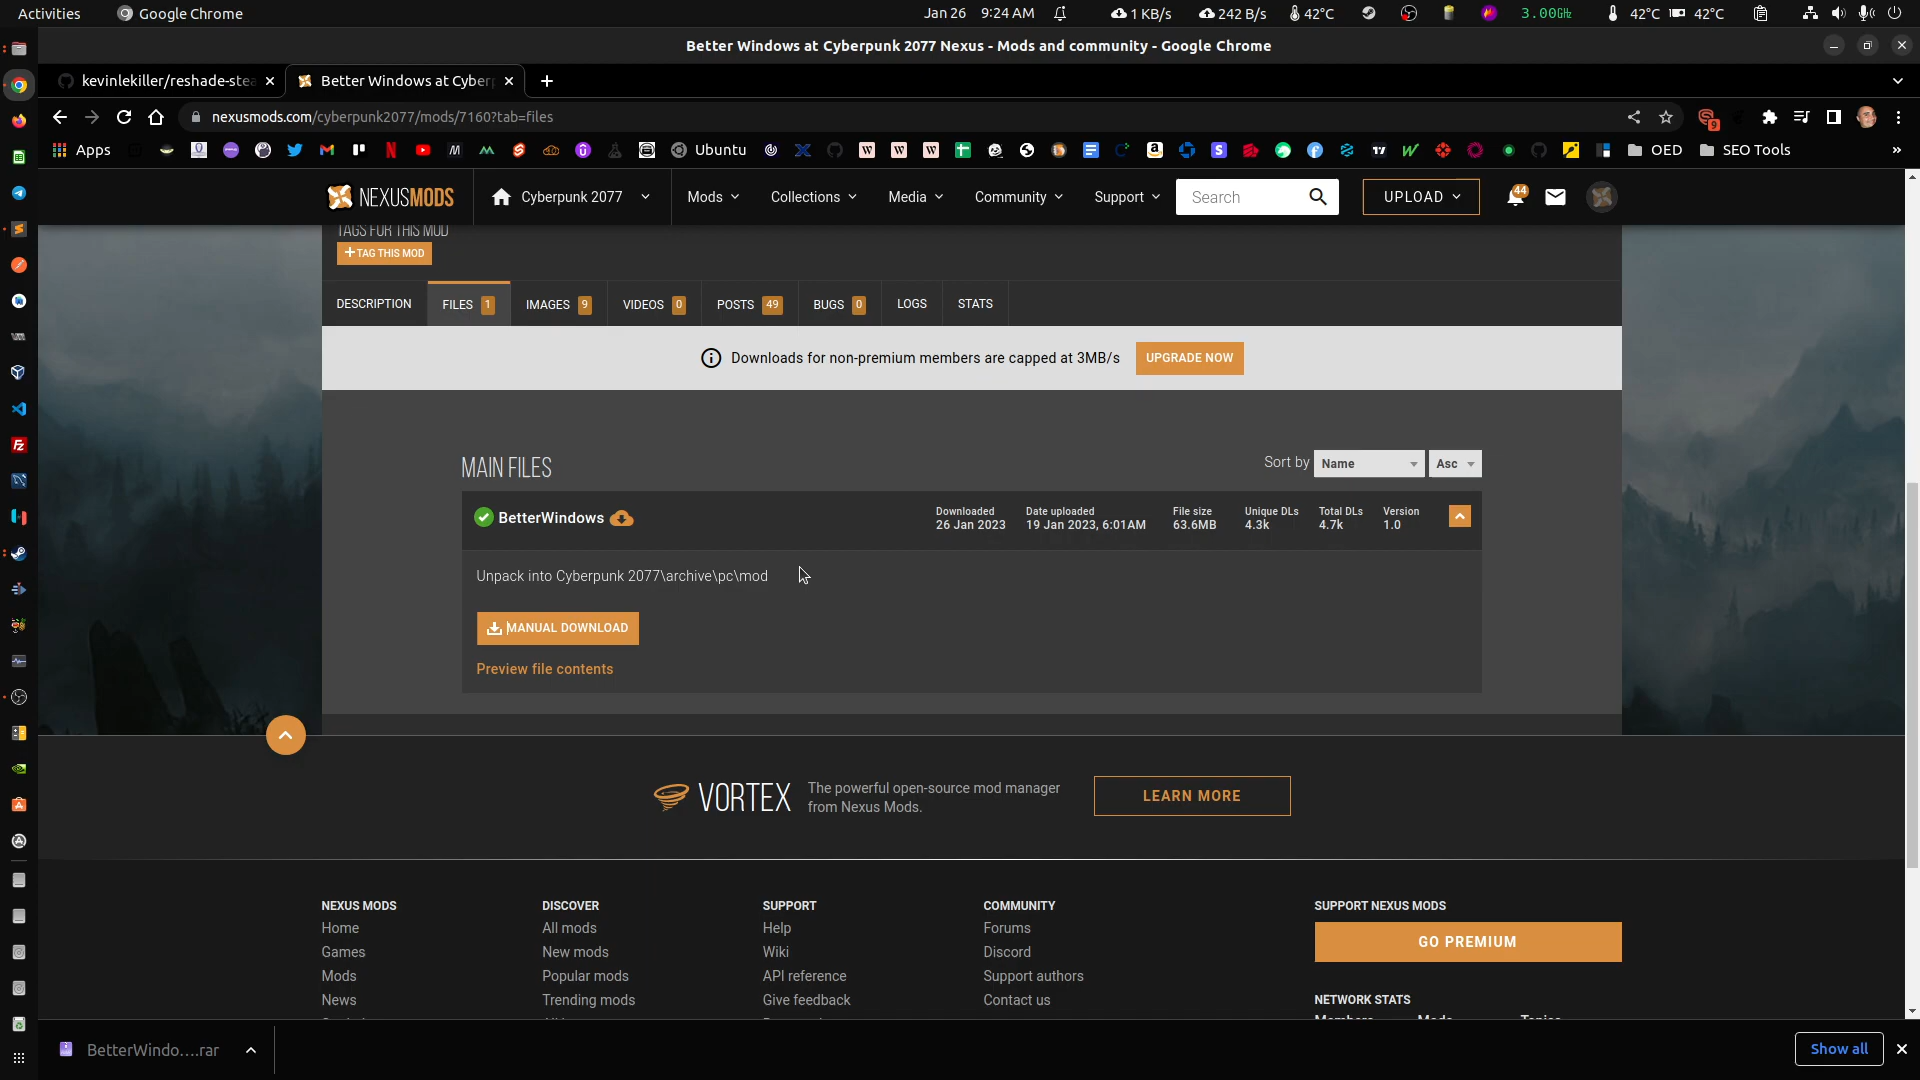 Activities
Google Chrome
Jan 26 9:24 AM
1 KB/s
242 B/s
42°C
3.00GHz
42°C
42°C
Better Windows at Cyberpunk 2077 Nexus - Mods and community - Google Chrome
kevinlekiller/reshade-stea
Better Windows at Cyber
nexusmods.com/cyberpunk2077/mods/7160?tab=files
9
Apps
Ubuntu
OED
SEO Tools
»
NEXUSMODS
Cyberpunk 2077
Mods
Collections
Media
Community
Support
Search
UPLOAD
44
TAGS FOR THIS MOD
+TAG THIS MOD
DESCRIPTION
FILES 1
IMAGES 9
VIDEOS 0
POSTS 49
BUGS 0
LOGS
STATS
Downloads for non-premium members are capped at 3MB/s
UPGRADE NOW
MAIN FILES
Sort by
Name
Asc
BetterWindows
Downloaded
26 Jan 2023
Date uploaded
19 Jan 2023, 6:01AM
File size
63.6MB
Unique DLs
4.3k
Total DLs
4.7k
Version
1.0
Unpack into Cyberpunk 2077\archive\pc\mod
MANUAL DOWNLOAD
Preview file contents
VORTEX
The powerful open-source mod manager
from Nexus Mods.
LEARN MORE
NEXUS MODS
Home
Games
Mods
News
DISCOVER
All mods
New mods
Popular mods
Trending mods
SUPPORT
Help
Wiki
API reference
Give feedback
COMMUNITY
Forums
Discord
Support authors
Contact us
SUPPORT NEXUS MODS
GO PREMIUM
NETWORK STATS
Members
Mods
Topics
BetterWindo....rar
Show all